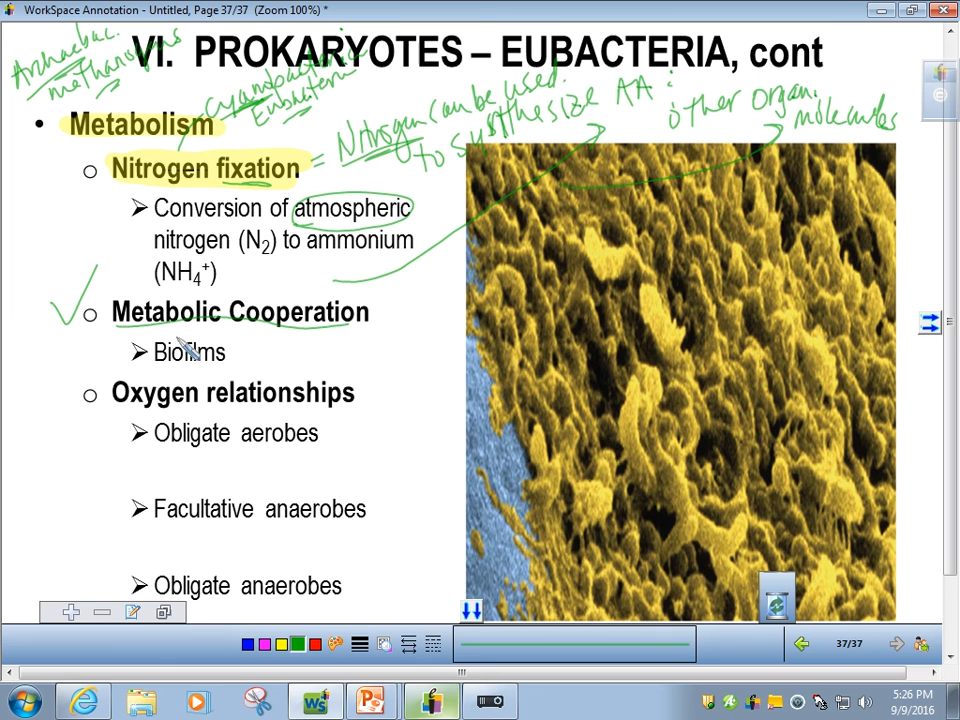 WorkSpace Annotation - Untitled, Page 37/37 (Zoom 100%) *
VI. PROKARYOTES – EUBACTERIA, cont
Archaebac.
methanogens
cyanobacteria
Eubacteria
Nitrogen can be used
to synthesize AA :
other organ.
molecules
• Metabolism
o Nitrogen fixation =
➢ Conversion of atmospheric
nitrogen (N2) to ammonium
(NH4+)
o Metabolic Cooperation
➢ Biofilms
o Oxygen relationships
➢ Obligate aerobes
➢ Facultative anaerobes
➢ Obligate anaerobes
37/37
5:26 PM
9/9/2016